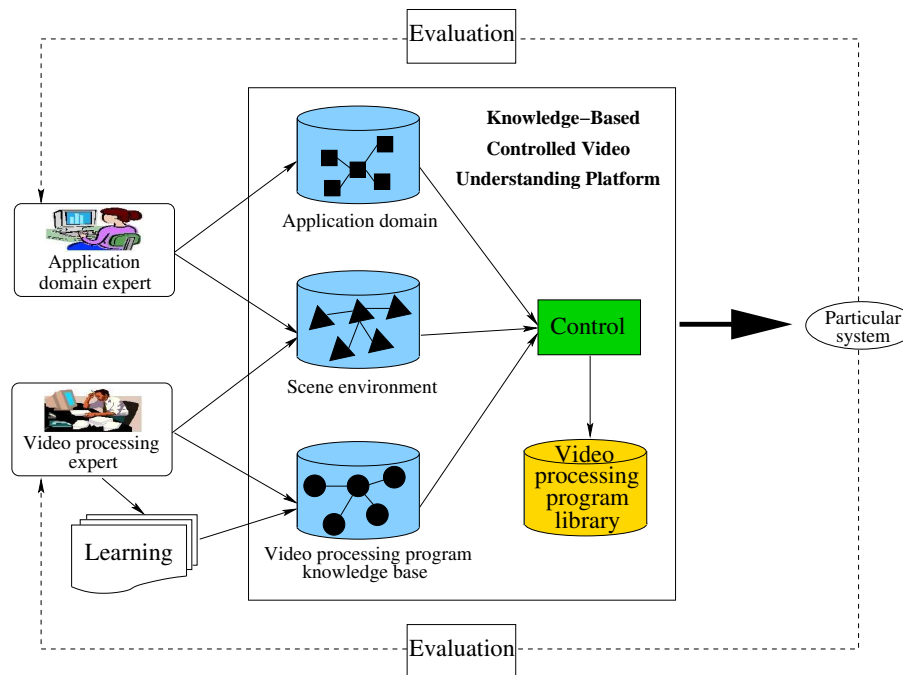 Evaluation
Knowledge−Based
Controlled Video
Understanding Platform
Application domain
Application domain
domain expert
Scene environment
Control
Particular
system
Video processing
expert
Learning
Video processing program
knowledge base
Video
processing
program
library
Evaluation